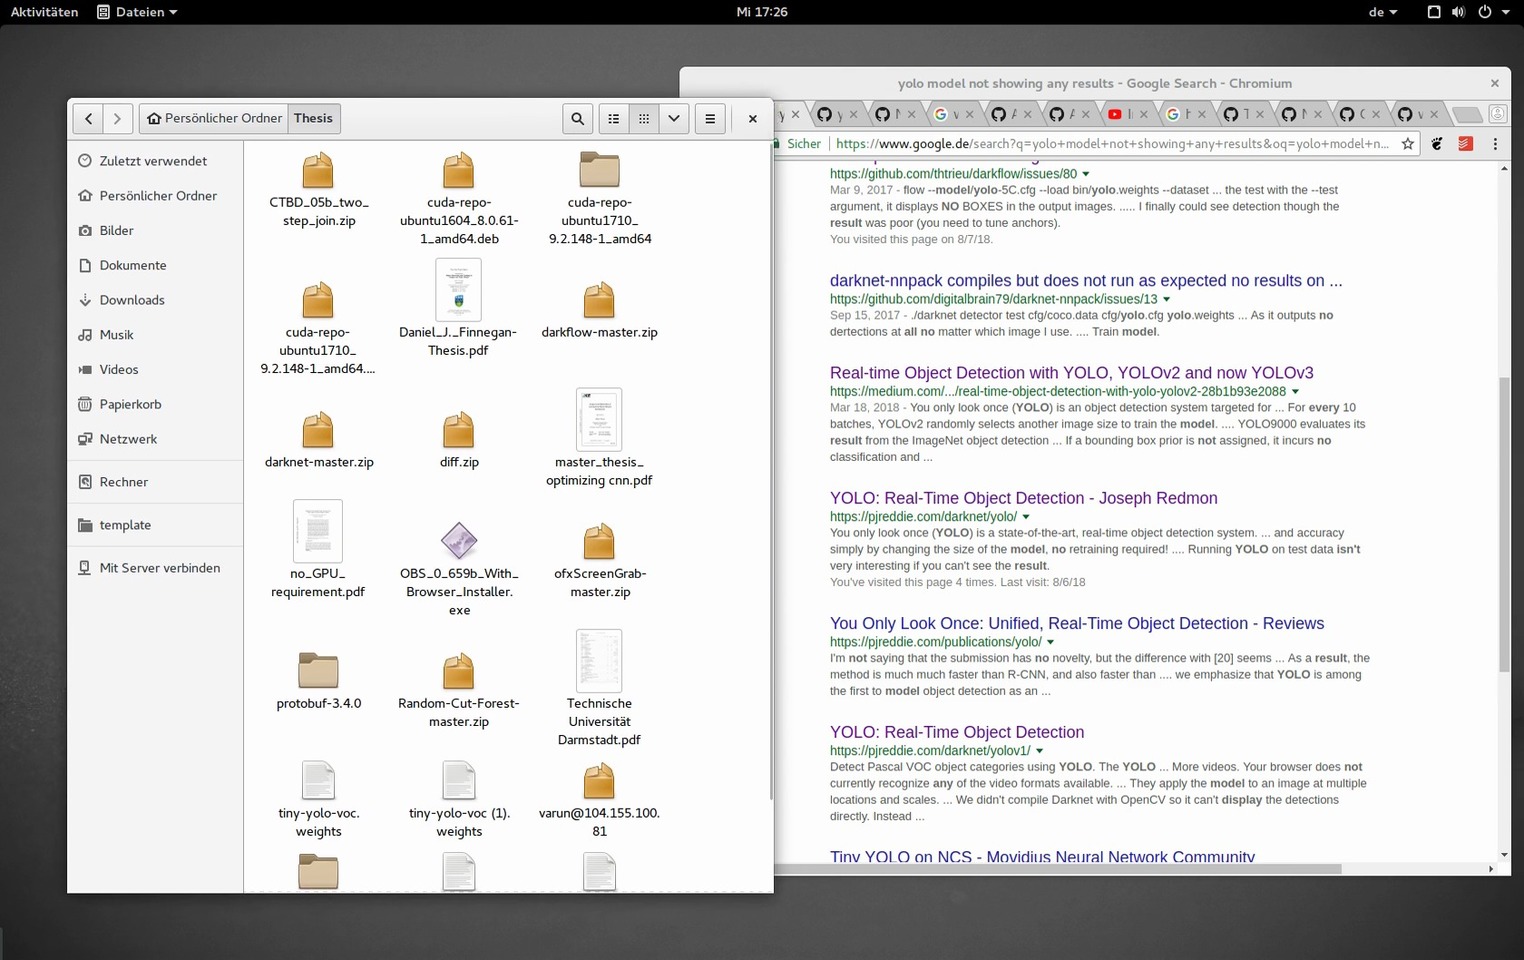 Aktivitäten
Dateien
Mi 17:26
de
yolo model not showing any results - Google Search - Chromium
Persönlicher Ordner
Thesis
Sicher
https://www.google.de/search?q=yolo+model+not+showing+any+results&oq=yolo+model+n...
Zuletzt verwendet
Persönlicher Ordner
Bilder
Dokumente
Downloads
Musik
Videos
Papierkorb
Netzwerk
Rechner
template
Mit Server verbinden
CTBD_05b_two_
step_join.zip
cuda-repo-
ubuntu1604_8.0.61-
1_amd64.deb
cuda-repo-
ubuntu1710_
9.2.148-1_amd64
cuda-repo-
ubuntu1710_
9.2.148-1_amd64....
Daniel_J._Finnegan-
Thesis.pdf
darkflow-master.zip
darknet-master.zip
diff.zip
master_thesis_
optimizing cnn.pdf
no_GPU_
requirement.pdf
OBS_0_659b_With_
Browser_Installer.
exe
ofxScreenGrab-
master.zip
protobuf-3.4.0
Random-Cut-Forest-
master.zip
Technische
Universität
Darmstadt.pdf
tiny-yolo-voc.
weights
tiny-yolo-voc (1).
weights
varun@104.155.100.
81
https://github.com/thtrieu/darkflow/issues/80
Mar 9, 2017 - flow --model/yolo-5C.cfg --load bin/yolo.weights --dataset ... the test with the --test
argument, it displays NO BOXES in the output images. ..... I finally could see detection though the
result was poor (you need to tune anchors).
You visited this page on 8/7/18.
darknet-nnpack compiles but does not run as expected no results on ...
https://github.com/digitalbrain79/darknet-nnpack/issues/13
Sep 15, 2017 - ./darknet detector test cfg/coco.data cfg/yolo.cfg yolo.weights ... As it outputs no
dertections at all no matter which image I use. .... Train model.
Real-time Object Detection with YOLO, YOLOv2 and now YOLOv3
https://medium.com/.../real-time-object-detection-with-yolo-yolov2-28b1b93e2088
Mar 18, 2018 - You only look once (YOLO) is an object detection system targeted for ... For every 10
batches, YOLOv2 randomly selects another image size to train the model. .... YOLO9000 evaluates its
result from the ImageNet object detection ... If a bounding box prior is not assigned, it incurs no
classification and ...
YOLO: Real-Time Object Detection - Joseph Redmon
https://pjreddie.com/darknet/yolo/
You only look once (YOLO) is a state-of-the-art, real-time object detection system. ... and accuracy
simply by changing the size of the model, no retraining required! .... Running YOLO on test data isn't
very interesting if you can't see the result.
You've visited this page 4 times. Last visit: 8/6/18
You Only Look Once: Unified, Real-Time Object Detection - Reviews
https://pjreddie.com/publications/yolo/
I'm not saying that the submission has no novelty, but the difference with [20] seems ... As a result, the
method is much much faster than R-CNN, and also faster than .... we emphasize that YOLO is among
the first to model object detection as an ...
YOLO: Real-Time Object Detection
https://pjreddie.com/darknet/yolov1/
Detect Pascal VOC object categories using YOLO. The YOLO ... More videos. Your browser does not
currently recognize any of the video formats available. ... They apply the model to an image at multiple
locations and scales. ... We didn't compile Darknet with OpenCV so it can't display the detections
directly. Instead ...
Tiny YOLO on NCS - Movidius Neural Network Community